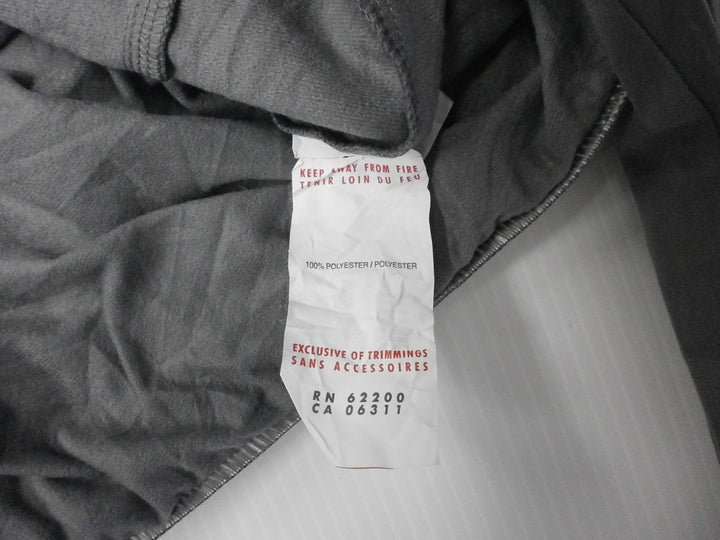 KEEP AWAY FROM FIRE
TENIR LOIN DU FEU
100% POLYESTER / POLYESTER
EXCLUSIVE OF TRIMMINGS
SANS ACCESSOIRES
RN 62200
CA 06311